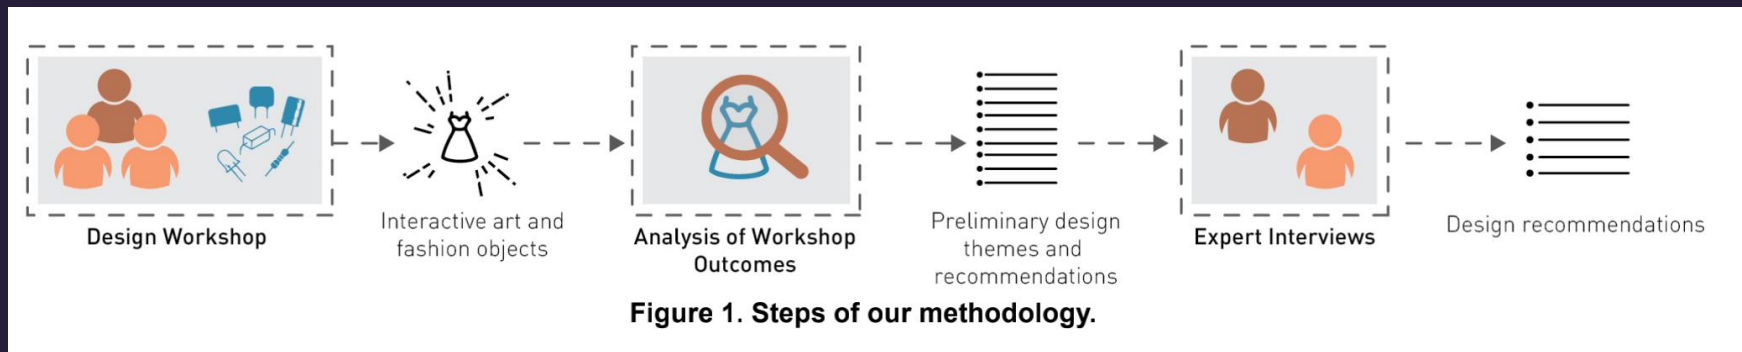 Design Workshop
Interactive art and
fashion objects
Analysis of Workshop
Outcomes
Preliminary design
themes and
recommendations
Expert Interviews
Design recommendations
Figure 1. Steps of our methodology.